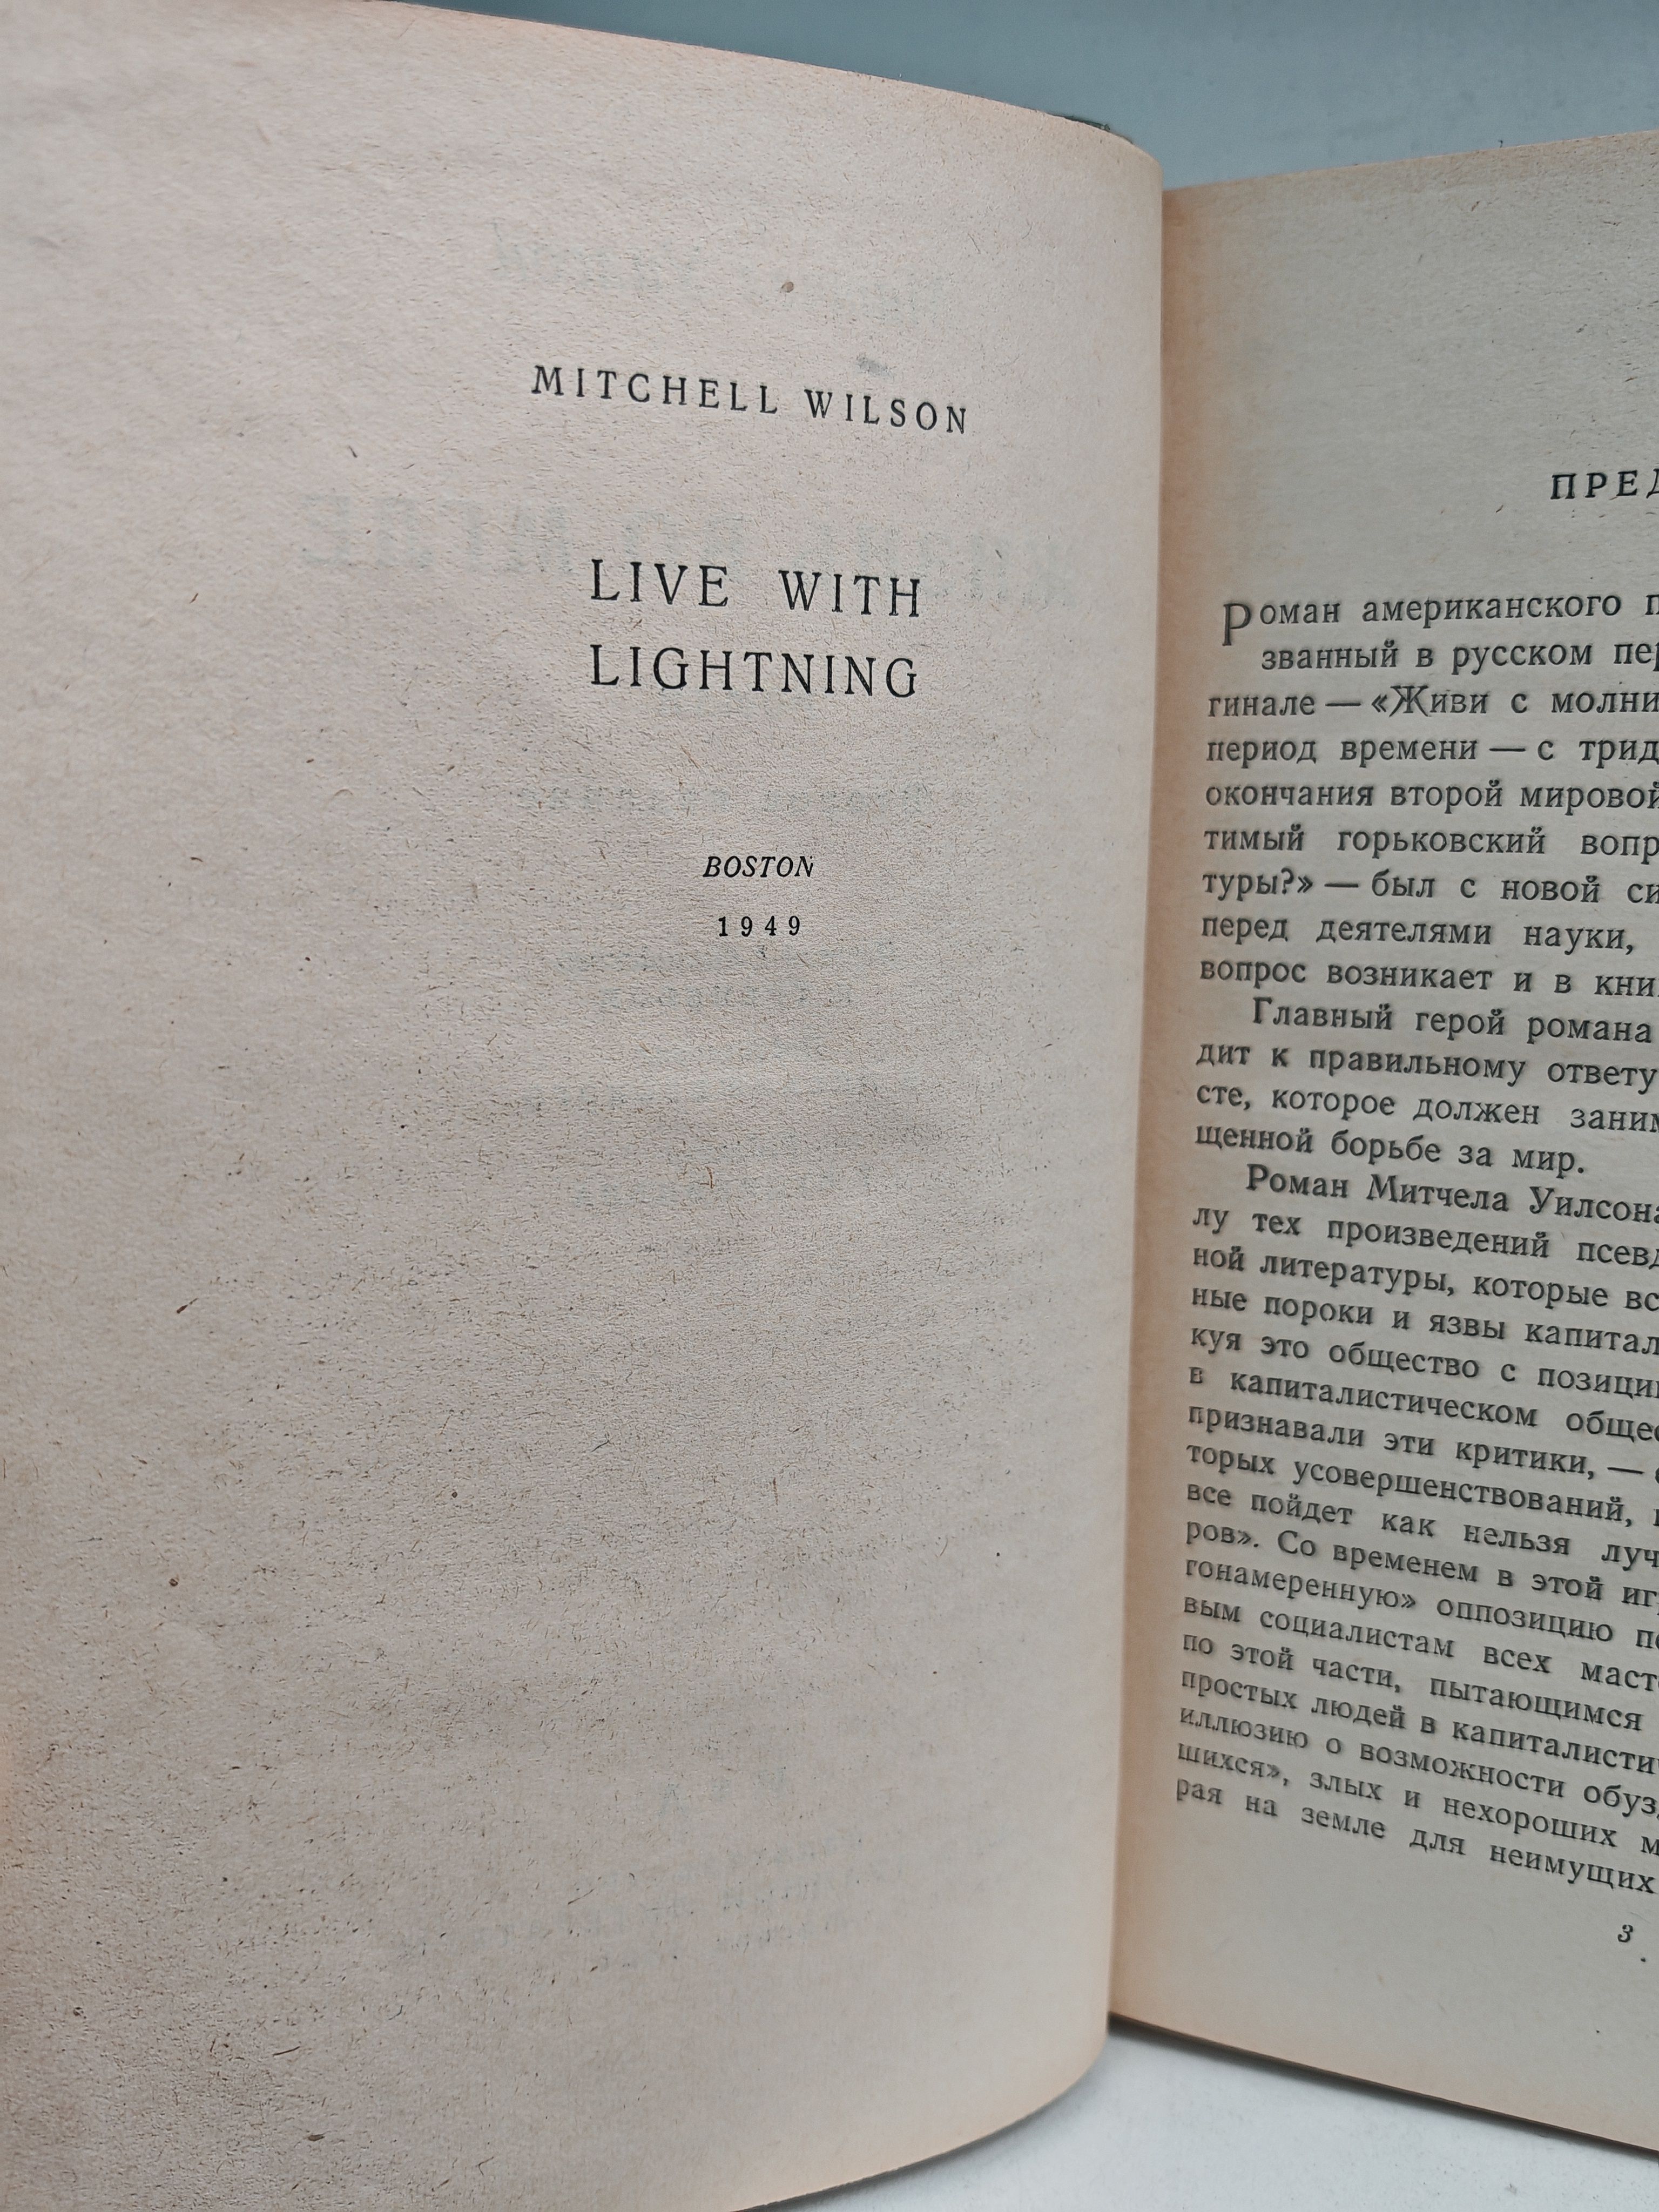 MITCHELL WILSON
LIVE WITH
LIGHTNING
BOSTON
1949
Роман американского
званный в русском
гинале — «Живи с
период времени — с
окончания второй мировой
тимый горьковский
туры?» — был с новой
перед деятелями науки,
вопрос возникает и в
Главный герой романа
дит к правильному ответу
сте, которое должен
щенной борьбе за мир.
Роман Митчела Уилсона
лу тех произведений
ной литературы, которые
ные пороки и язвы
куя это общество с
в капиталистическом
признавали эти критики, —
торых усовершенствований,
все пойдет как нельзя
ров». Со временем в этой
гонамеренную» оппозицию
вым социалистам всех
по этой части, пытающимся
простых людей в
иллюзию о возможности
шихся», злых и нехороших
рая на земле для неимущих
3